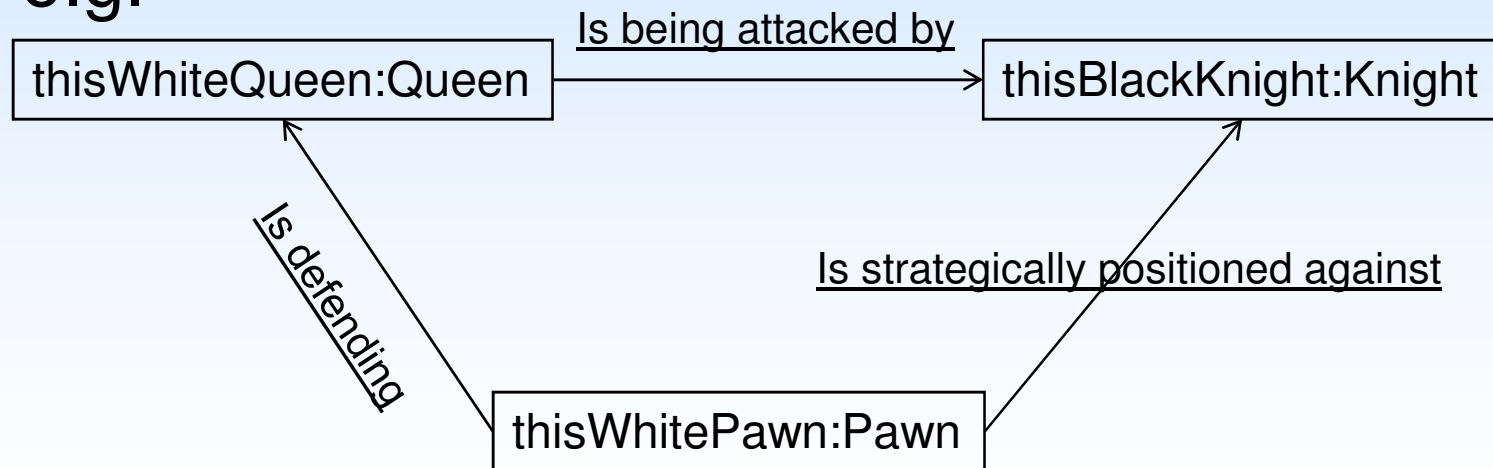 e.g.
Is being attacked by
thisWhiteQueen:Queen
thisBlackKnight:Knight
Is defending
Is strategically positioned against
thisWhitePawn:Pawn